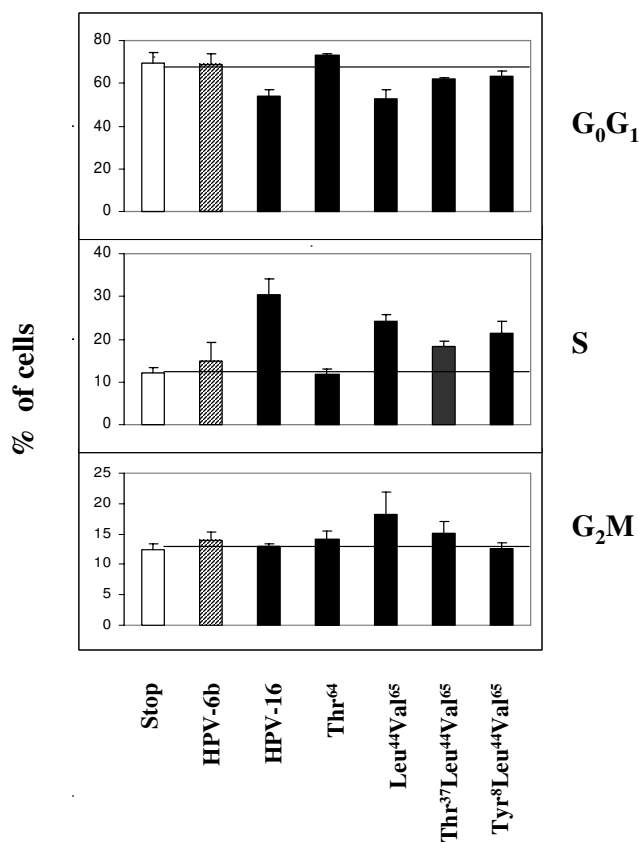 80
60
40
20
0
G₀G₁
40
30
20
10
0
S
25
20
15
10
5
0
G₂M
% of cells
Stop
HPV-6b
HPV-16
Thr⁶⁴
Leu⁴⁴Val⁶⁵
Thr³⁷Leu⁴⁴Val⁶⁵
Tyr⁸Leu⁴⁴Val⁶⁵